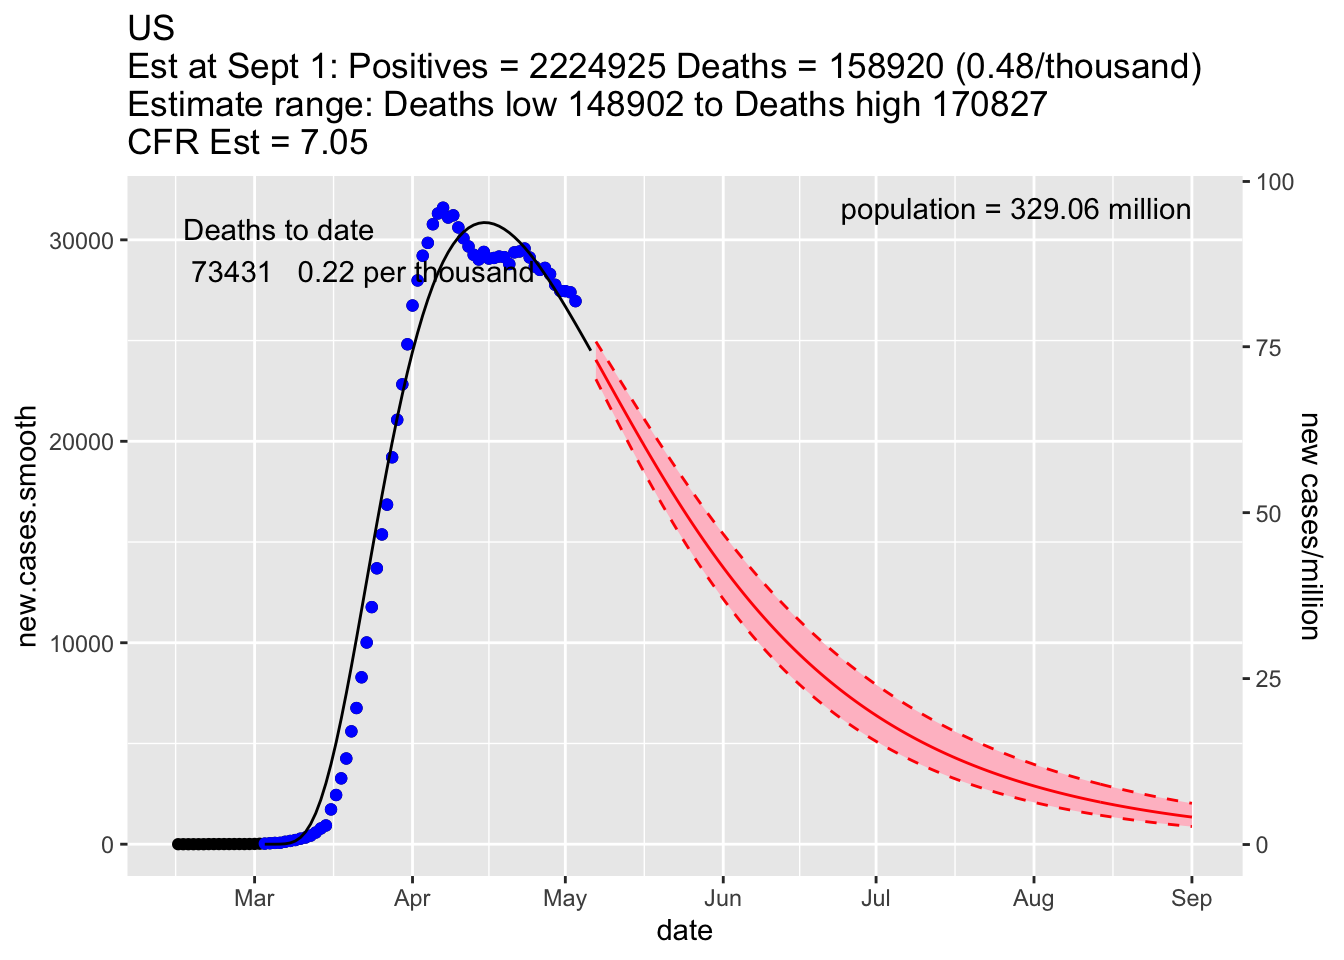 US
Est at Sept 1: Positives = 2224925 Deaths = 158920 (0.48/thousand)
Estimate range: Deaths low 148902 to Deaths high 170827
CFR Est = 7.05
Deaths to date
73431 0.22 per thousand
population = 329.06 million
new.cases.smooth
30000
20000
10000
0
100
75
50
25
0
new cases/million
Mar Apr May Jun Jul Aug Sep
date